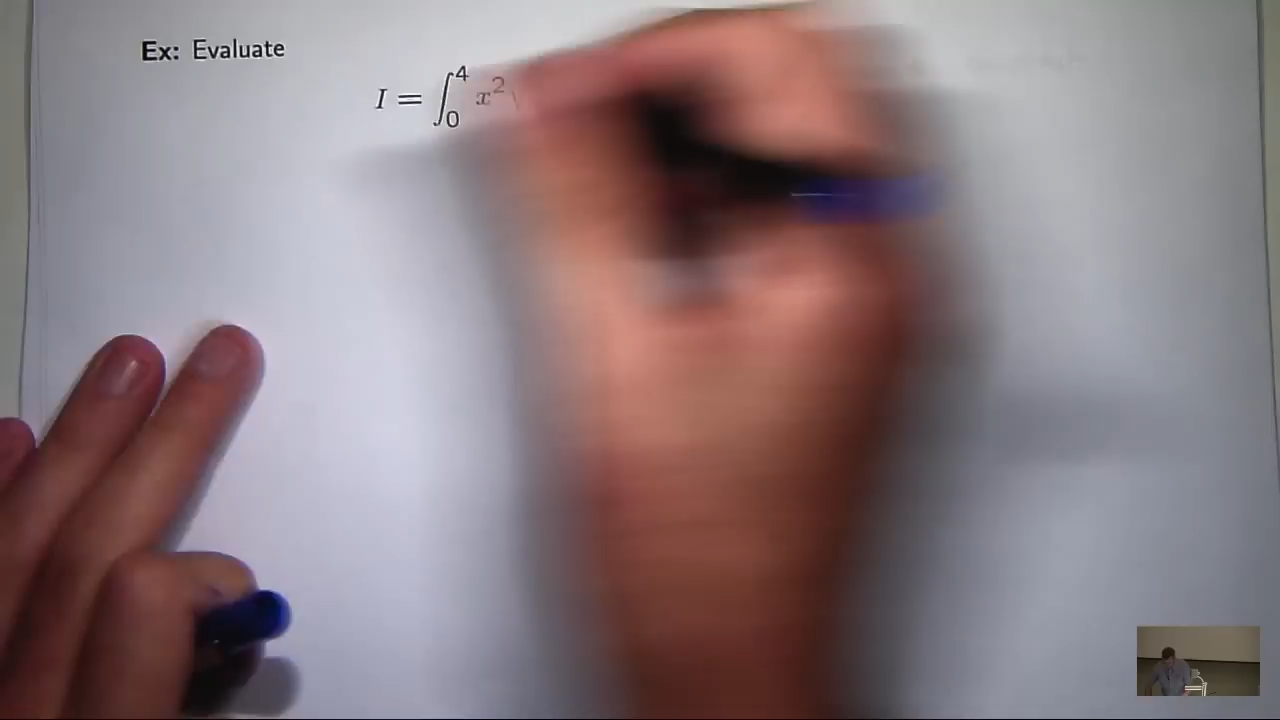 Ex: Evaluate
I = ∫₀⁴ x²